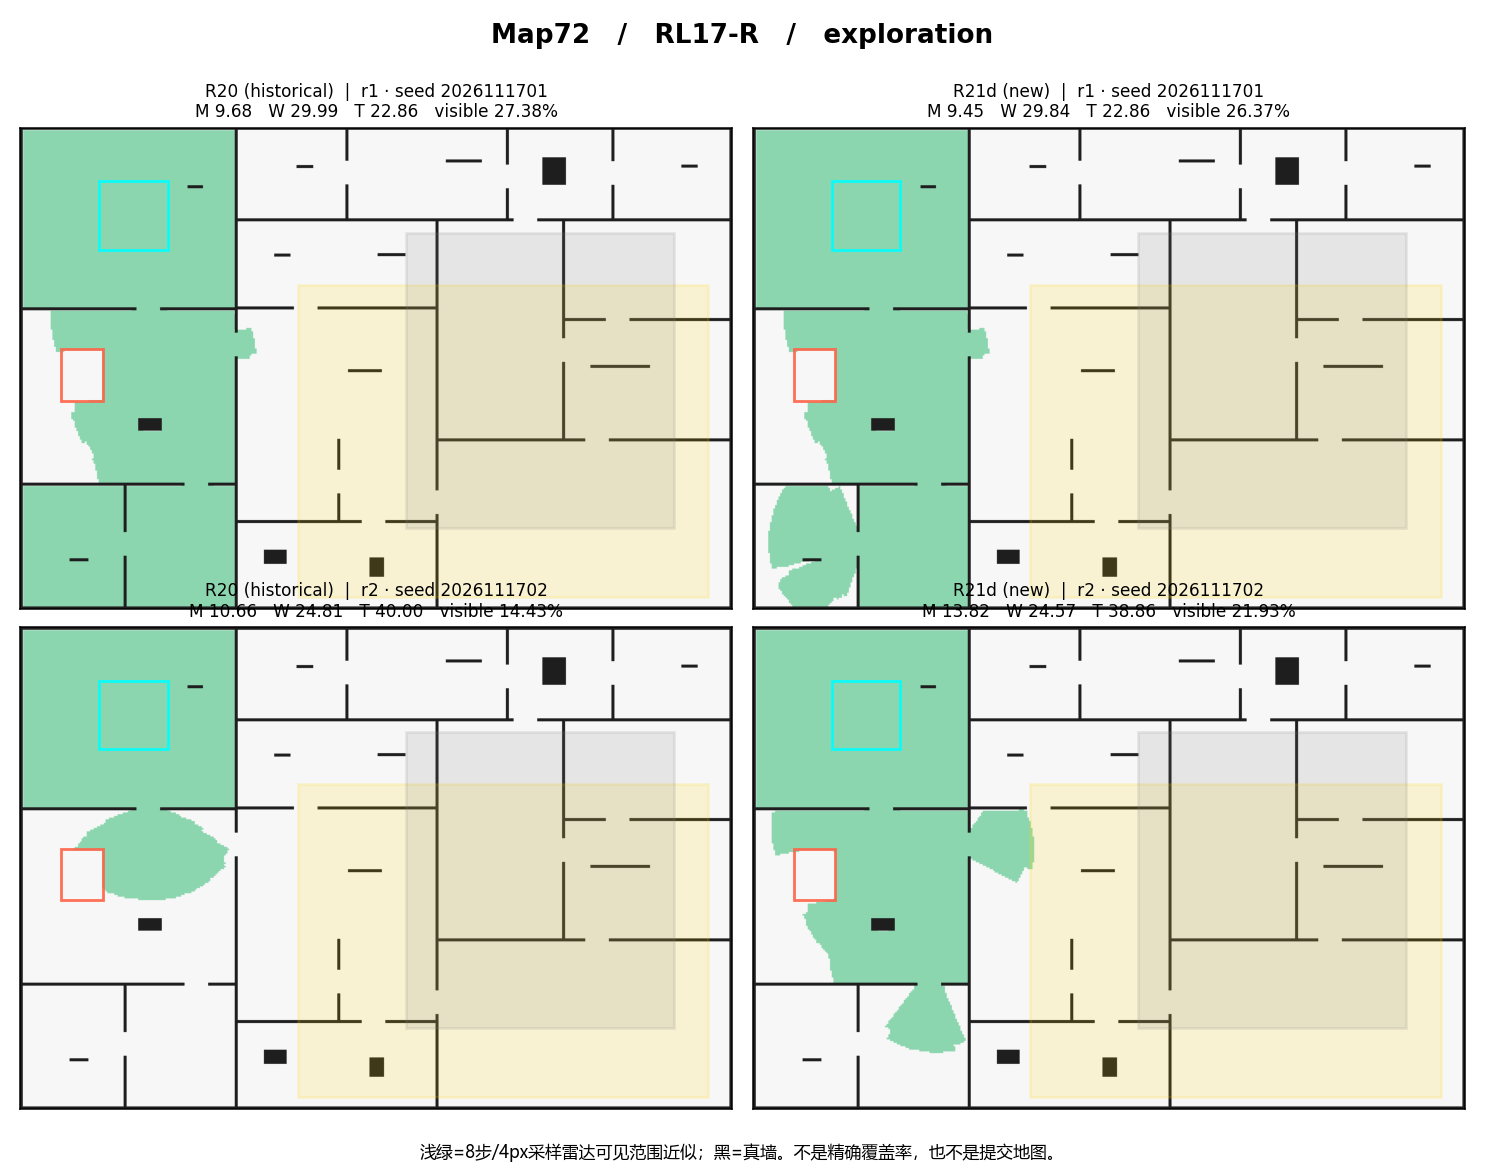 Map72 / RL17-R / exploration
R20 (historical) | r1 · seed 2026111701
M 9.68 W 29.99 T 22.86 visible 27.38%
R21d (new) | r1 · seed 2026111701
M 9.45 W 29.84 T 22.86 visible 26.37%
R20 (historical) | r2 · seed 2026111702
M 10.66 W 24.81 T 40.00 visible 14.43%
R21d (new) | r2 · seed 2026111702
M 13.82 W 24.57 T 38.86 visible 21.93%
浅绿=8步/4px采样雷达可见范围近似；黑=真墙。不是精确覆盖率，也不是提交地图。